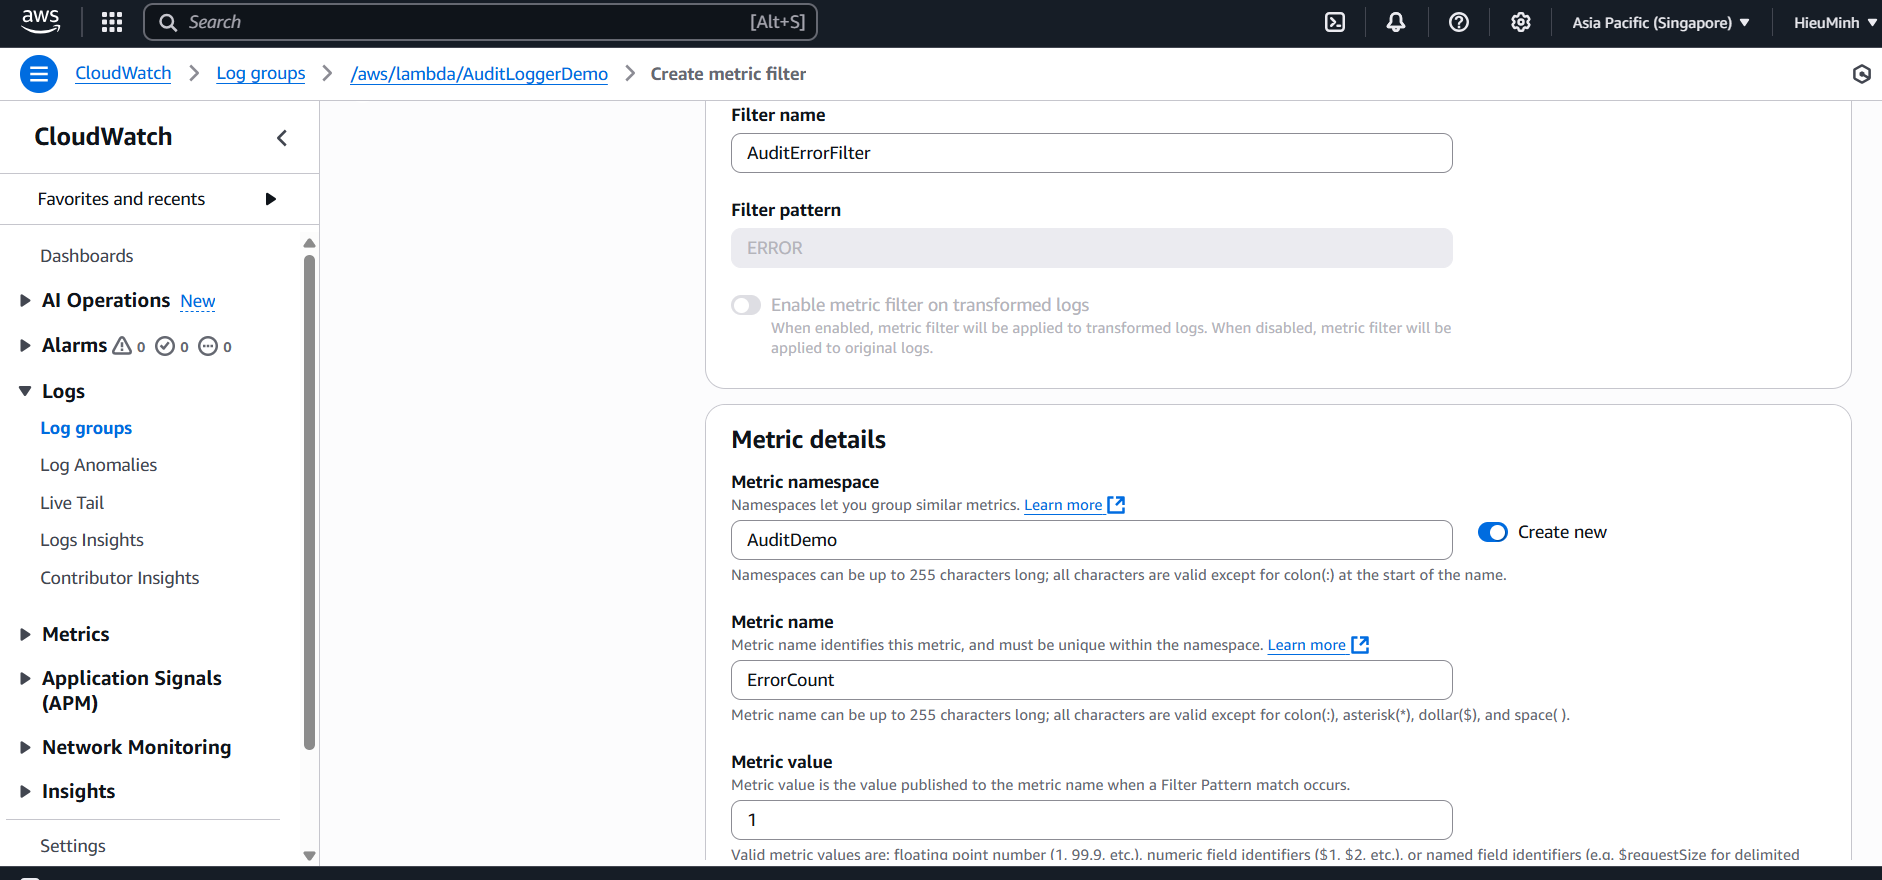 aws
Search
[Alt+S]
Asia Pacific (Singapore)
HieuMinh
CloudWatch
Log groups
/aws/lambda/AuditLoggerDemo
Create metric filter
CloudWatch
Favorites and recents
Dashboards
AI Operations New
Alarms 0 0 0
Logs
Log groups
Log Anomalies
Live Tail
Logs Insights
Contributor Insights
Metrics
Application Signals
(APM)
Network Monitoring
Insights
Settings
Filter name
AuditErrorFilter
Filter pattern
ERROR
Enable metric filter on transformed logs
When enabled, metric filter will be applied to transformed logs. When disabled, metric filter will be
applied to original logs.
Metric details
Metric namespace
Namespaces let you group similar metrics. Learn more
AuditDemo
Create new
Namespaces can be up to 255 characters long; all characters are valid except for colon(:) at the start of the name.
Metric name
Metric name identifies this metric, and must be unique within the namespace. Learn more
ErrorCount
Metric name can be up to 255 characters long; all characters are valid except for colon(:), asterisk(*), dollar($), and space( ).
Metric value
Metric value is the value published to the metric name when a Filter Pattern match occurs.
1
Valid metric values are: floating point number (1, 99.9, etc.), numeric field identifiers ($1, $2, etc.), or named field identifiers (e.g. $requestSize for delimited